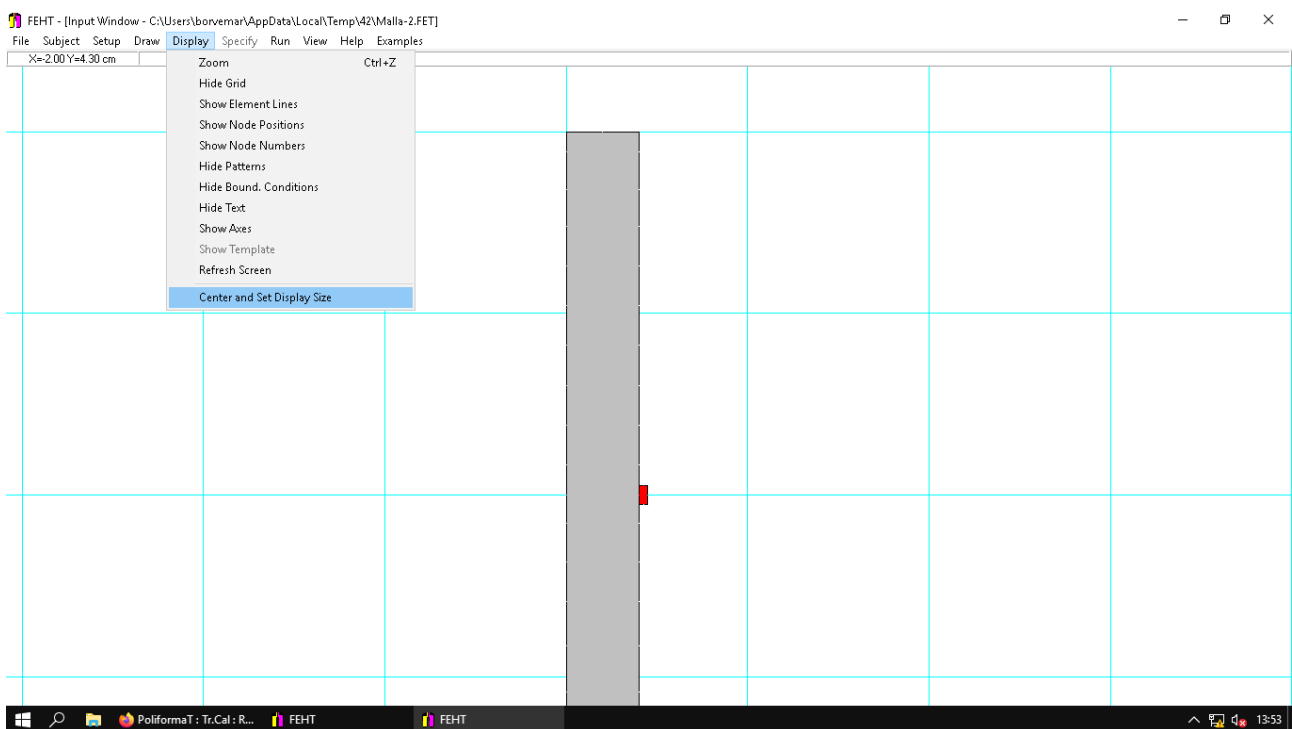 FEHT - [Input Window - C:\Users\borvemar\AppData\Local\Temp\42\Malla-2.FET]
File Subject Setup Draw Display Specify Run View Help Examples
X=-2.00 Y=4.30 cm
Zoom Ctrl+Z
Hide Grid
Show Element Lines
Show Node Positions
Show Node Numbers
Hide Patterns
Hide Bound. Conditions
Hide Text
Show Axes
Show Template
Refresh Screen
Center and Set Display Size
PoliformaT : Tr.Cal : R... FEHT FEHT 13:53